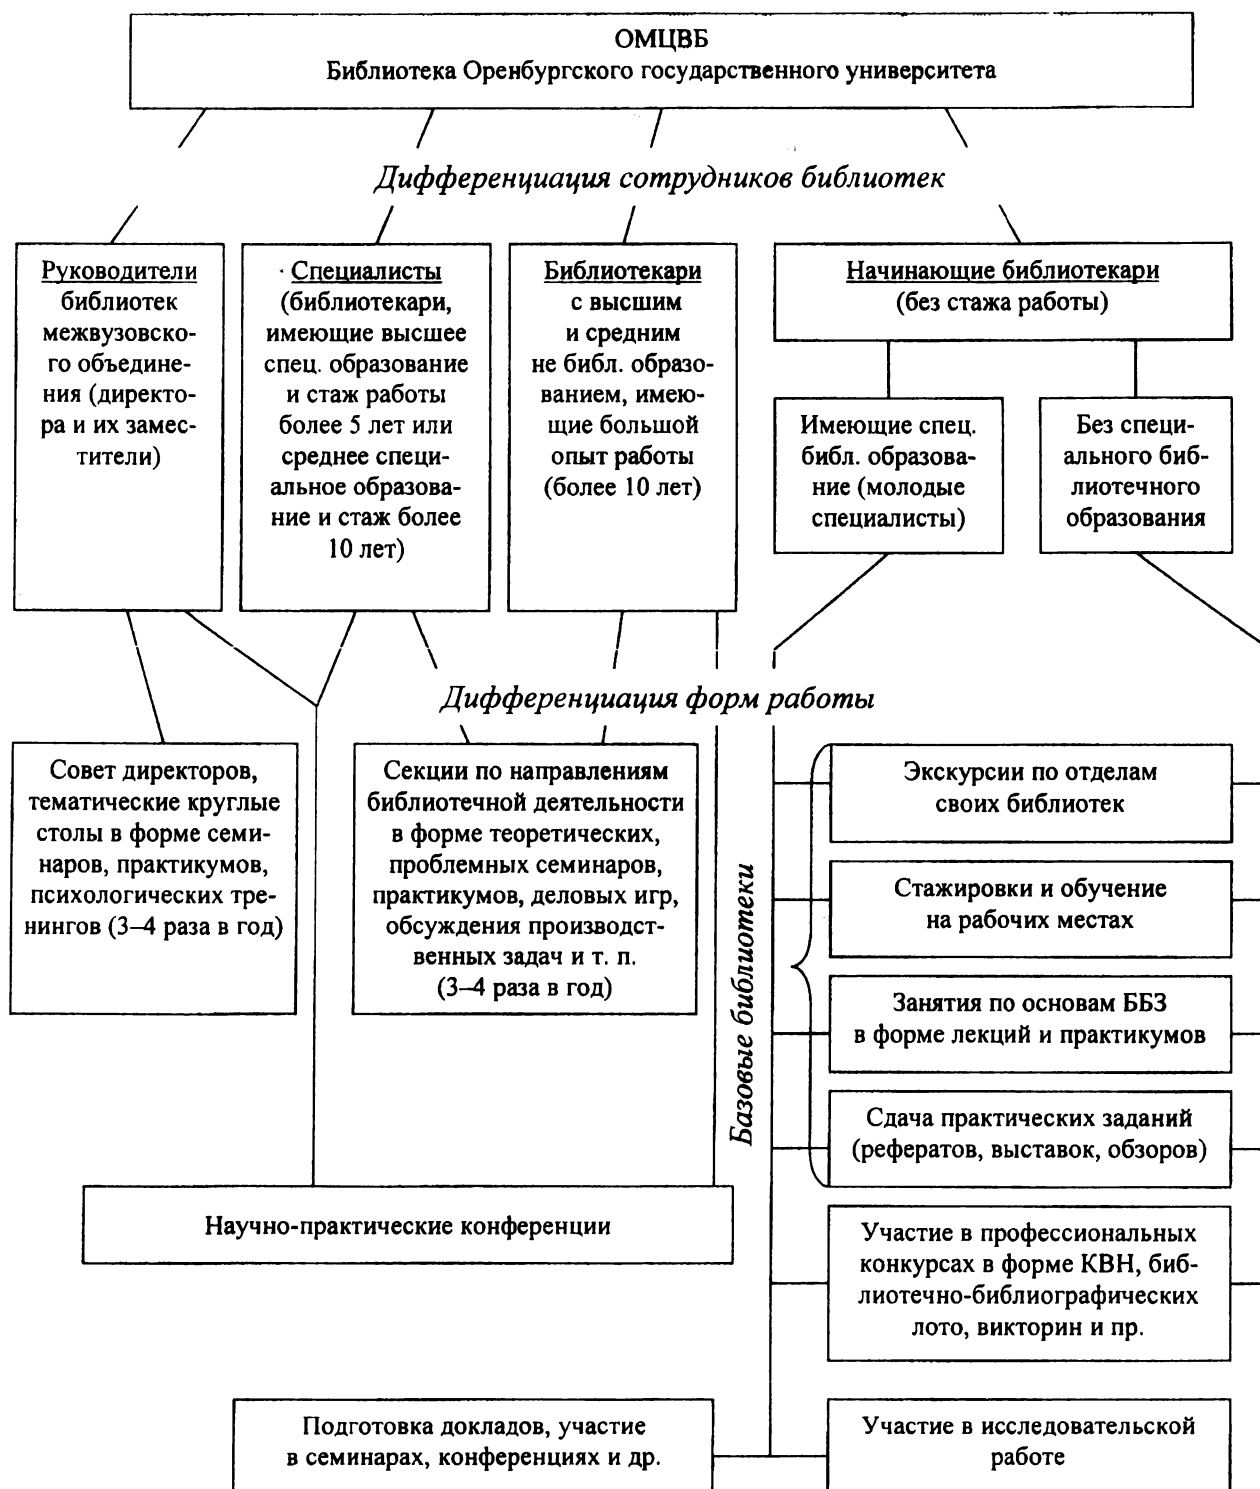 ОМЦВБ
Библиотека Оренбургского государственного университета
Дифференциация сотрудников библиотек
Руководители
библиотек
межвузовско-
го объедине-
ния (директо-
ра и их замес-
тители)
Специалисты
(библиотекари,
имеющие высшее
спец. образование
и стаж работы
более 5 лет или
среднее специ-
альное образова-
ние и стаж более
10 лет)
Библиотекари
с высшим
и средним
не библ. образо-
ванием, имею-
щие большой
опыт работы
(более 10 лет)
Начинающие библиотекари
(без стажа работы)
Имеющие спец.
библ. образова-
ние (молодые
специалисты)
Без специ-
ального биб-
лиотечного
образования
Дифференциация форм работы
Совет директоров,
тематические круглые
столы в форме семи-
наров, практикумов,
психологических тре-
нингов (3–4 раза в год)
Секции по направлениям
библиотечной деятельности
в форме теоретических,
проблемных семинаров,
практикумов, деловых игр,
обсуждения производст-
венных задач и т. п.
(3–4 раза в год)
Базовые библиотеки
Экскурсии по отделам
своих библиотек
Стажировки и обучение
на рабочих местах
Занятия по основам ББЗ
в форме лекций и практикумов
Сдача практических заданий
(рефератов, выставок, обзоров)
Научно-практические конференции
Участие в профессиональных
конкурсах в форме КВН, биб-
лиотечно-библиографических
лото, викторин и пр.
Подготовка докладов, участие
в семинарах, конференциях и др.
Участие в исследовательской
работе